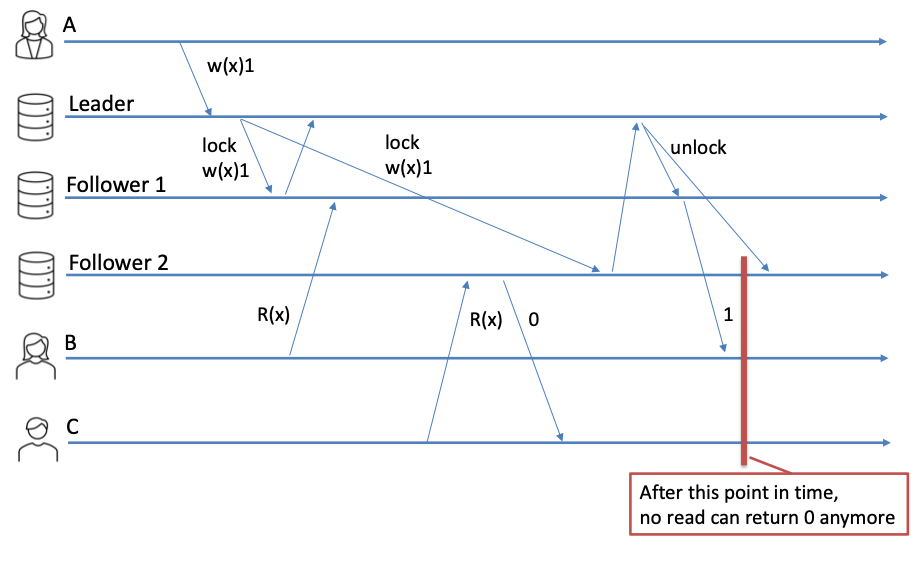 A
w(x)1
Leader
lock
w(x)1
lock
w(x)1
unlock
Follower 1
Follower 2
R(x)
R(x)
0
1
B
C
After this point in time,
no read can return 0 anymore